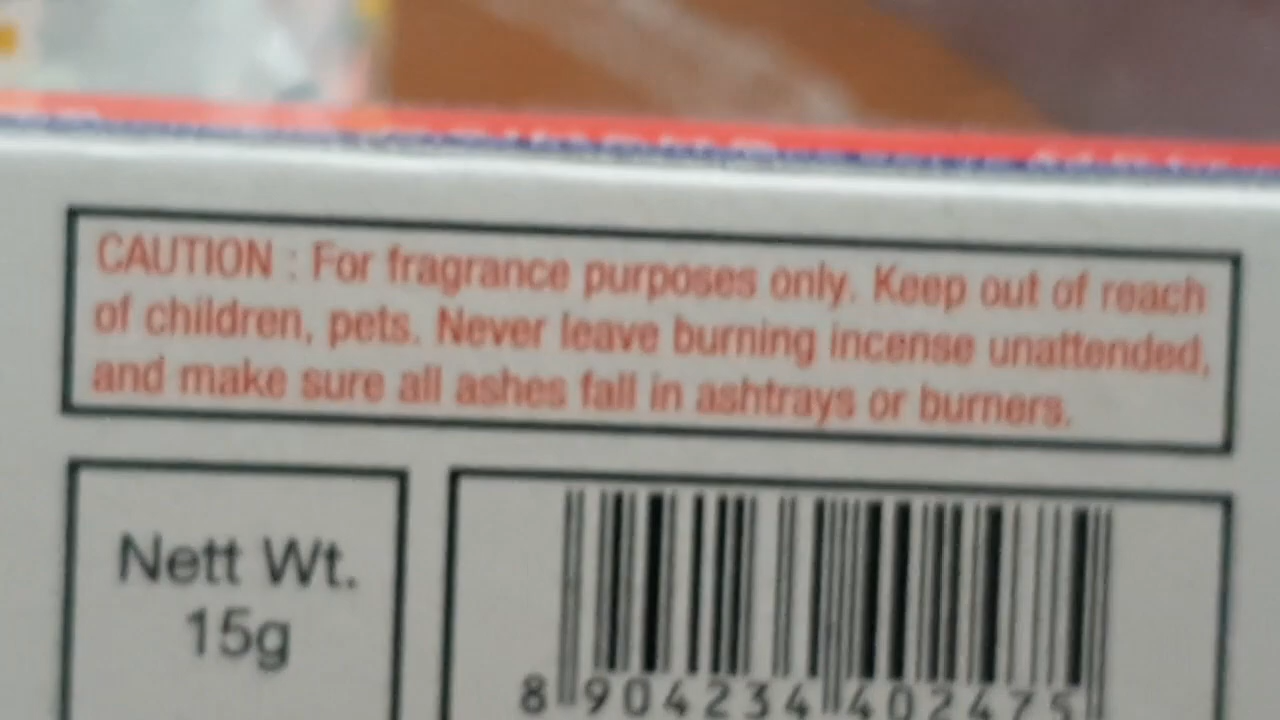 CAUTION : For fragrance purposes only. Keep out of reach
of children, pets. Never leave burning incense unattended,
and make sure all ashes fall in ashtrays or burners.
Nett Wt.
15g
8 904234 402475